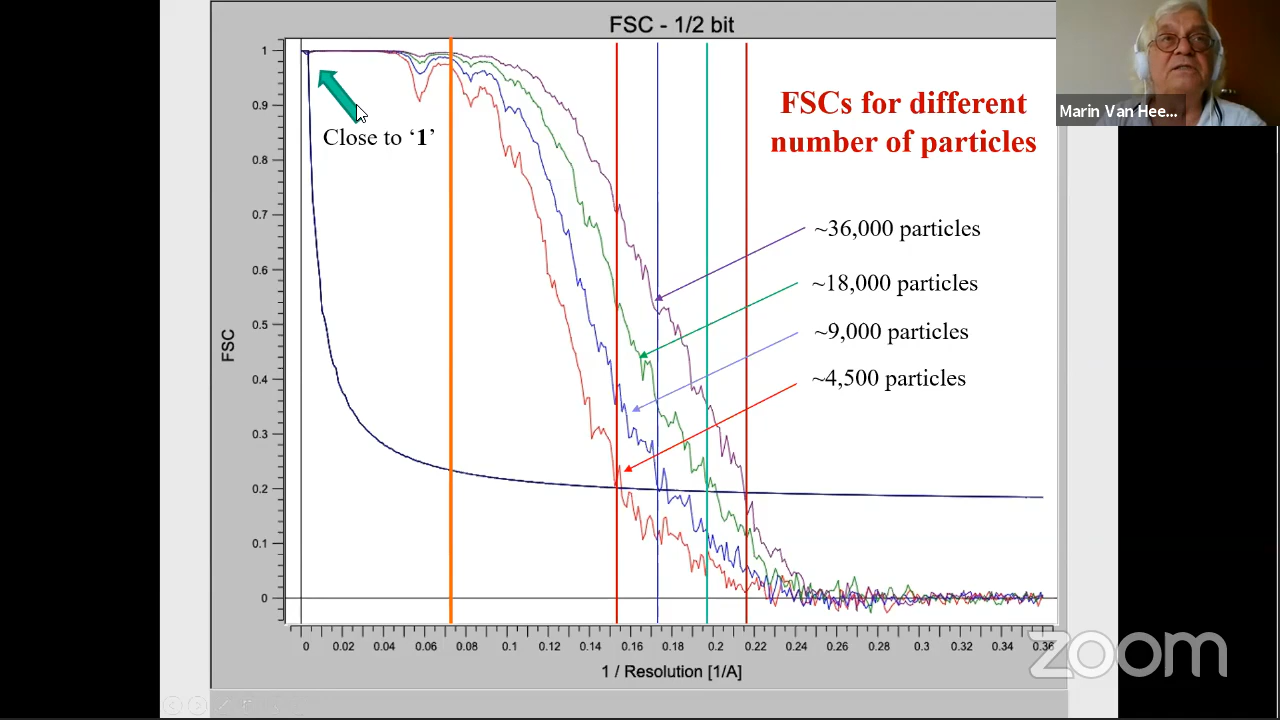 FSC - 1/2 bit
FSCs for different
number of particles
Marin Van Hee...
Close to ‘1’
~36,000 particles
~18,000 particles
~9,000 particles
~4,500 particles
FSC
1
0.9
0.8
0.7
0.6
0.5
0.4
0.3
0.2
0.1
0
0 0.02 0.04 0.06 0.08 0.1 0.12 0.14 0.16 0.18 0.2 0.22 0.24 0.26 0.28 0.30 0.32 0.34 0.36
1 / Resolution [1/A]
zoom